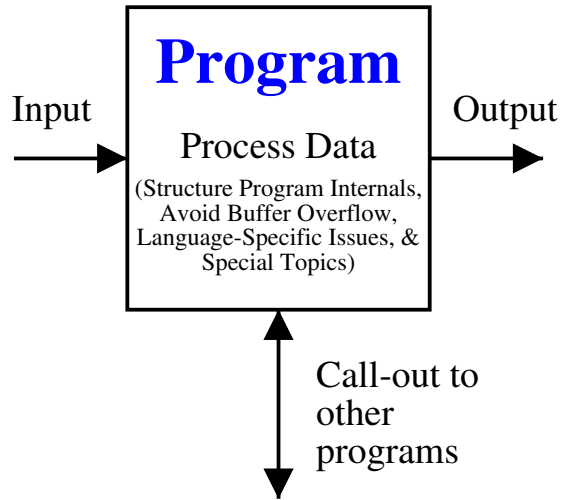 Program
Input
Output
Process Data
(Structure Program Internals,
Avoid Buffer Overflow,
Language-Specific Issues, &
Special Topics)
Call-out to
other
programs